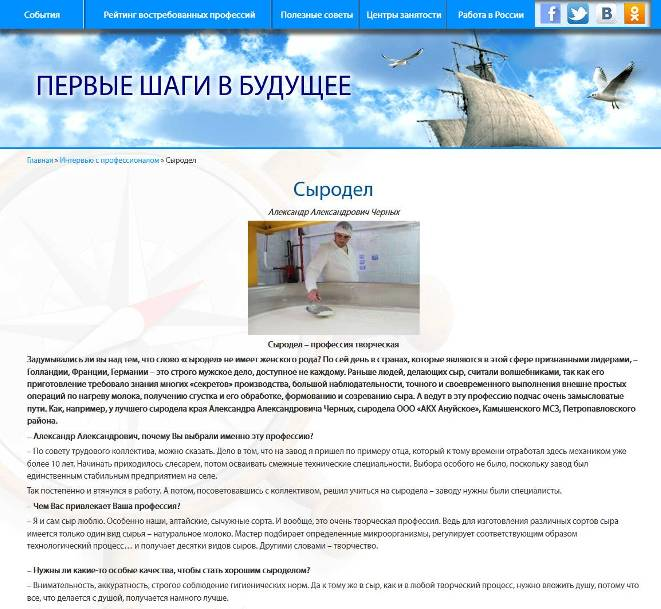 События Рейтинг востребованных профессий Полезные советы Центры занятости Работа в России
ПЕРВЫЕ ШАГИ В БУДУЩЕЕ
Главная » Интервью с профессионалом » Сыродел
Сыродел
Александр Александрович Черных
Сыродел – профессия творческая
Задумывались ли вы над тем, что слово «сыродел» не имеет женского рода? По сей день в странах, которые являются в этой сфере признанными лидерами, –
Голландии, Франции, Германии – это строго мужское дело, доступное не каждому. Раньше людей, делающих сыр, считали волшебниками, так как его
приготовление требовало знания многих «секретов» производства, большой наблюдательности, точного и своевременного выполнения внешне простых
операций по нагреву молока, получению сгустка и его обработке, формованию и созреванию сыра. А ведут в эту профессию подчас очень замысловатые
пути. Как, например, у лучшего сыродела края Александра Александровича Черных, сыродела ООО «АКХ Ануйское», Камышенского МСЗ, Петропавловского
района.
– Александр Александрович, почему Вы выбрали именно эту профессию?
– По совету трудового коллектива, можно сказать. Дело в том, что на завод я пришел по примеру отца, который к тому времени отработал здесь механиком уже
более 10 лет. Начинать приходилось слесарем, потом осваивать смежные технические специальности. Выбора особого не было, поскольку завод был
единственным стабильным предприятием на селе.
Так постепенно и втянулся в работу. А потом, посоветовавшись с коллективом, решил учиться на сыродела – заводу нужны были специалисты.
– Чем Вас привлекает Ваша профессия?
– Я и сам сыр люблю. Особенно наши, алтайские, сычужные сорта. И вообще, это очень творческая профессия. Ведь для изготовления различных сортов сыра
имеется только один вид сырья – натуральное молоко. Мастер подбирает определенные микроорганизмы, регулирует соответствующим образом
технологический процесс… и получает десятки видов сыров. Другими словами – творчество.
– Нужны ли какие-то особые качества, чтобы стать хорошим сыроделом?
– Внимательность, аккуратность, строгое соблюдение гигиенических норм. Да к тому же в сыр, как и в любой творческий процесс, нужно вложить душу, потому что
все, что делается с душой, получается намного лучше.